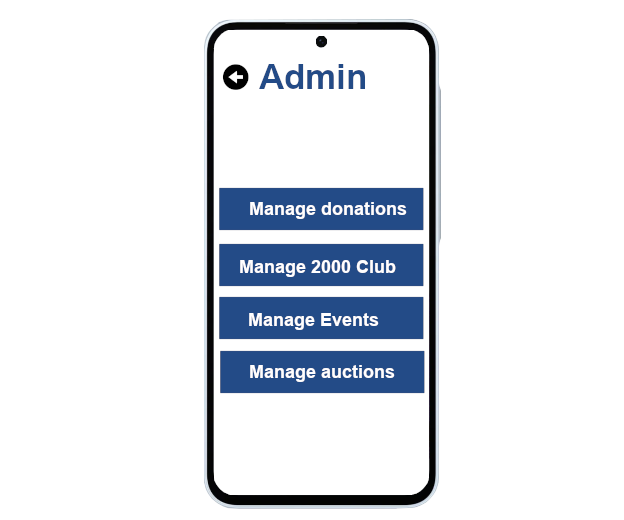 Admin
Manage donations
Manage 2000 Club
Manage Events
Manage auctions